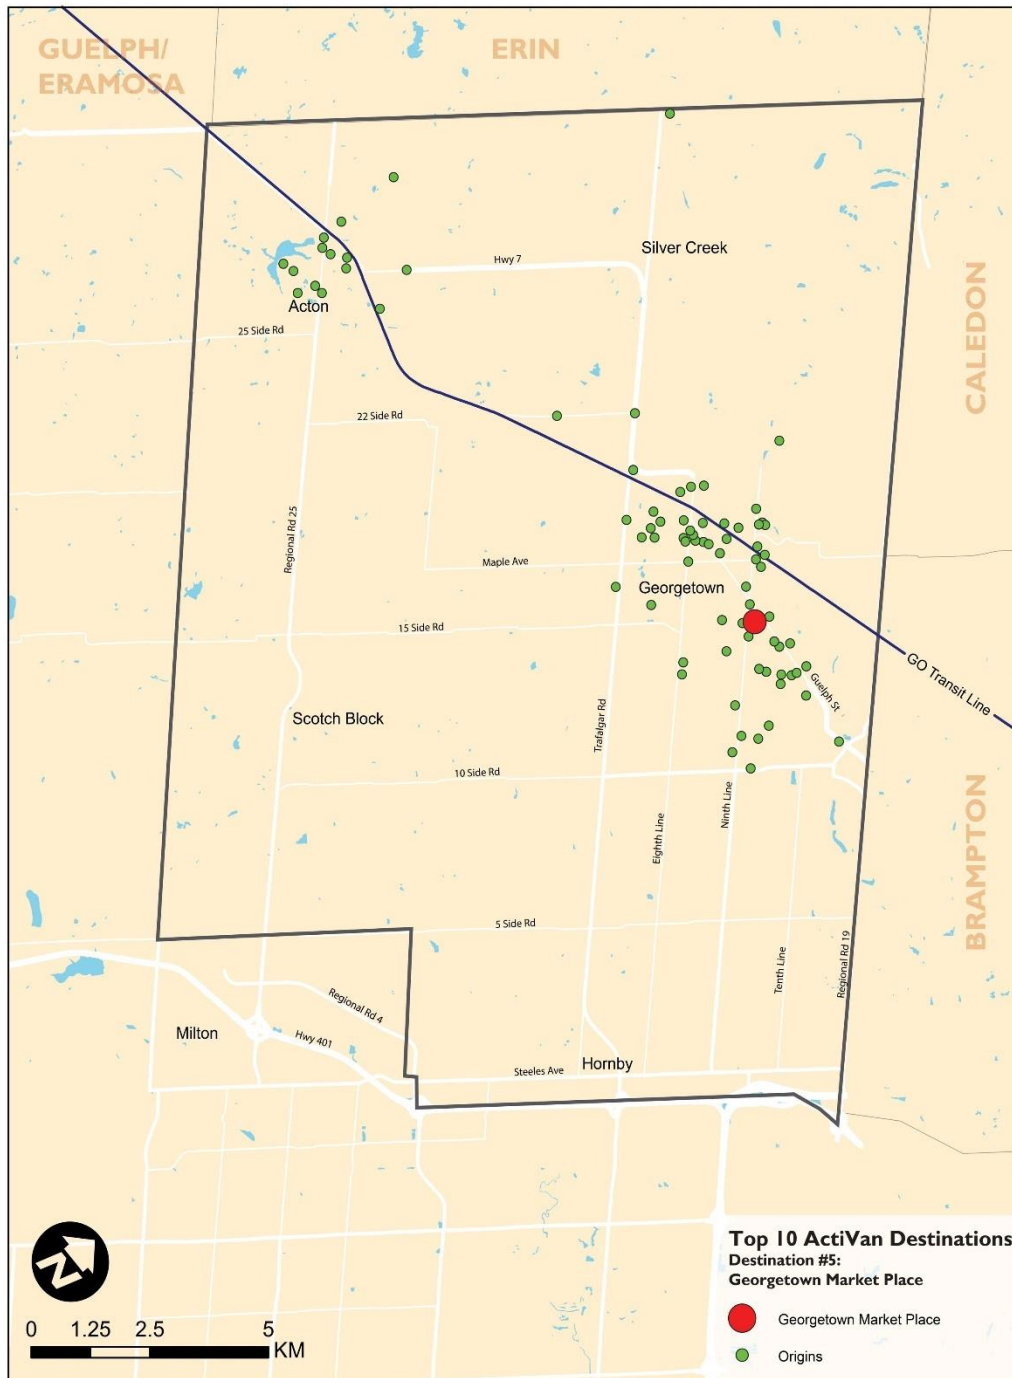 GUELPH/
ERAMOSA
ERIN
Silver Creek
Hwy 7
CALEDON
Acton
25 Side Rd
22 Side Rd
Regional Rd 25
Maple Ave
Georgetown
15 Side Rd
GO Transit Line
Guelph St
Scotch Block
Trafalgar Rd
10 Side Rd
BRAMPTON
Ninth Line
Eighth Line
5 Side Rd
Tenth Line
Regional Rd 19
Regional Rd 4
Milton
Hwy 401
Hornby
Steeles Ave
N
0 1.25 2.5 5
KM
Top 10 ActiVan Destinations
Destination #5:
Georgetown Market Place
Georgetown Market Place
Origins